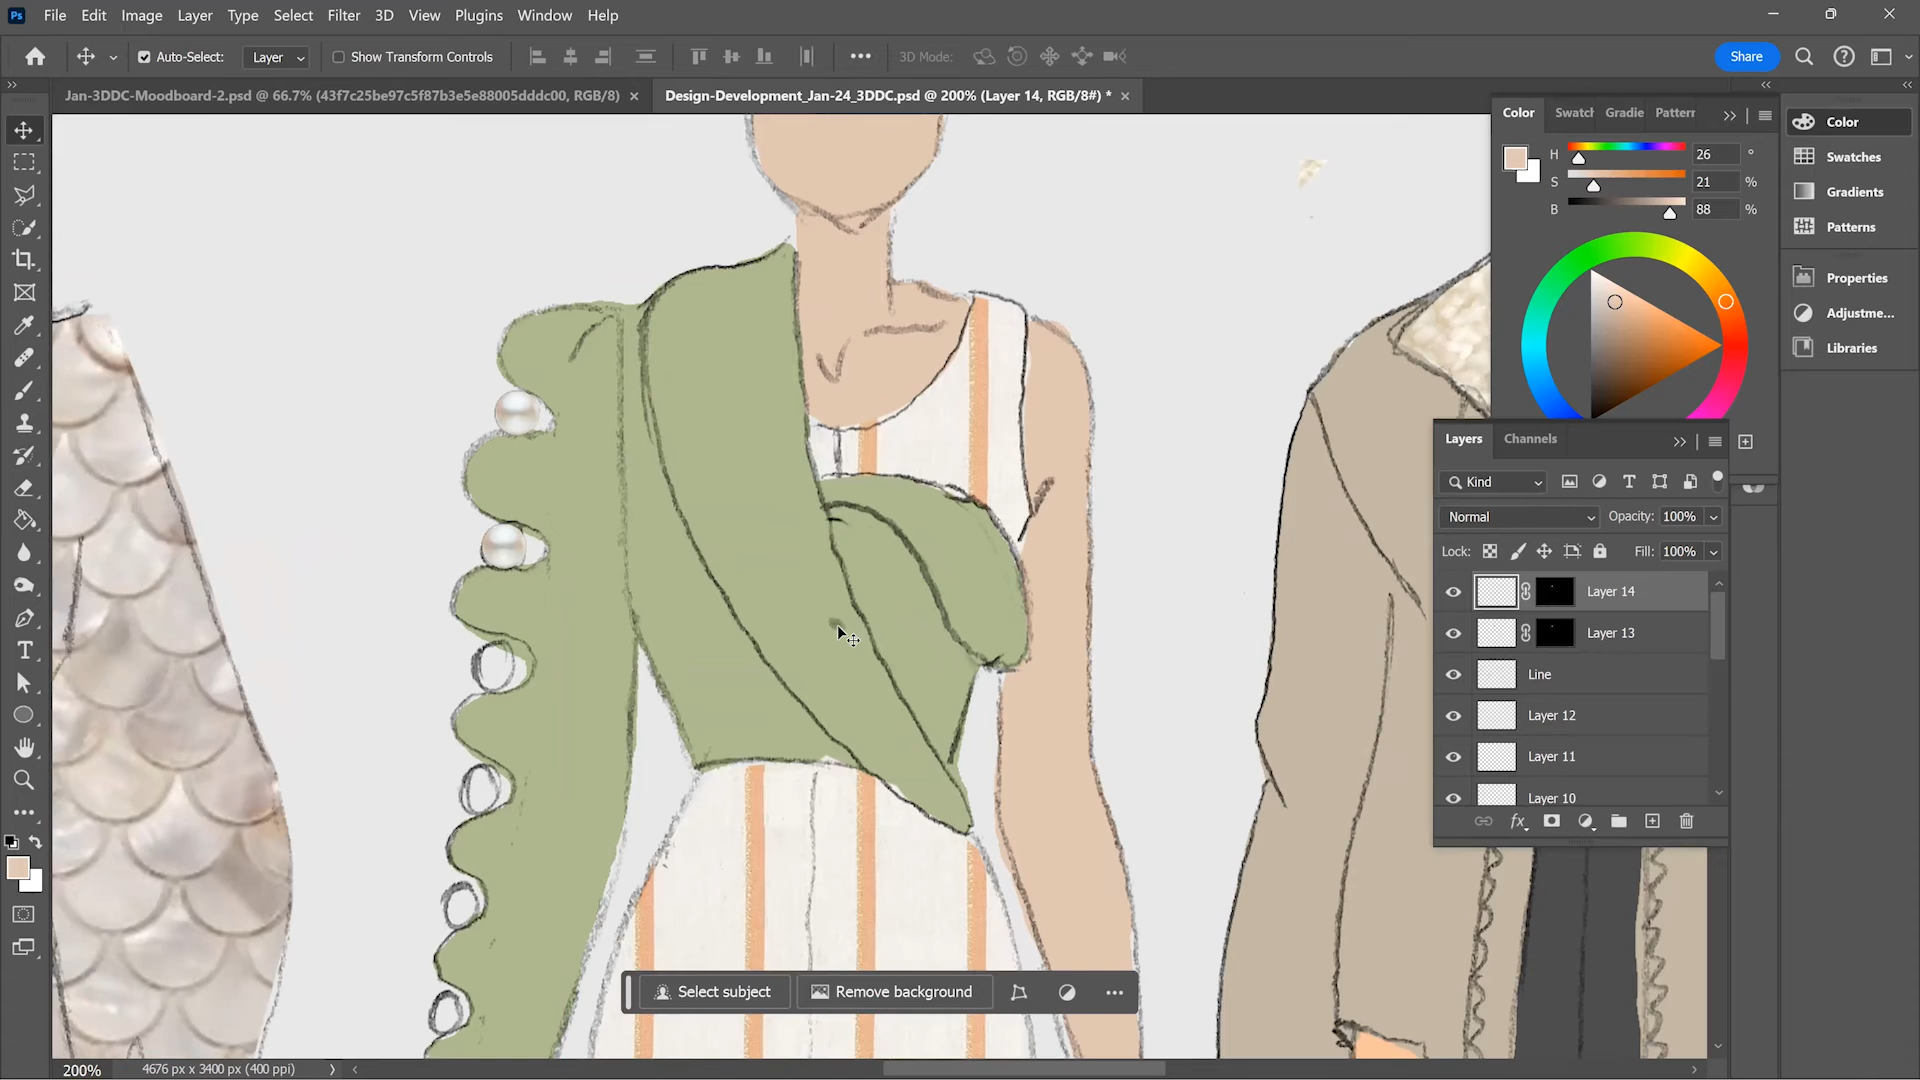 Ps File Edit Image Layer Type Select Filter 3D View Plugins Window Help
Auto-Select: Layer Show Transform Controls 3D Mode: Share
Jan-3DDC-Moodboard-2.psd @ 66.7% (43f7c25be97c5f87b3e5e88005dddc00, RGB/8) × Design-Development_Jan-24_3DDC.psd @ 200% (Layer 14, RGB/8#) * ×
Color Swatch Gradie Pattern
H 26 °
S 21 %
B 88 %
Color
Swatches
Gradients
Patterns
Properties
Adjustme...
Libraries
Layers Channels
Kind
Normal Opacity: 100%
Lock: Fill: 100%
Layer 14
Layer 13
Line
Layer 12
Layer 11
Layer 10
fx
Select subject Remove background
200% 4676 px x 3400 px (400 ppi)